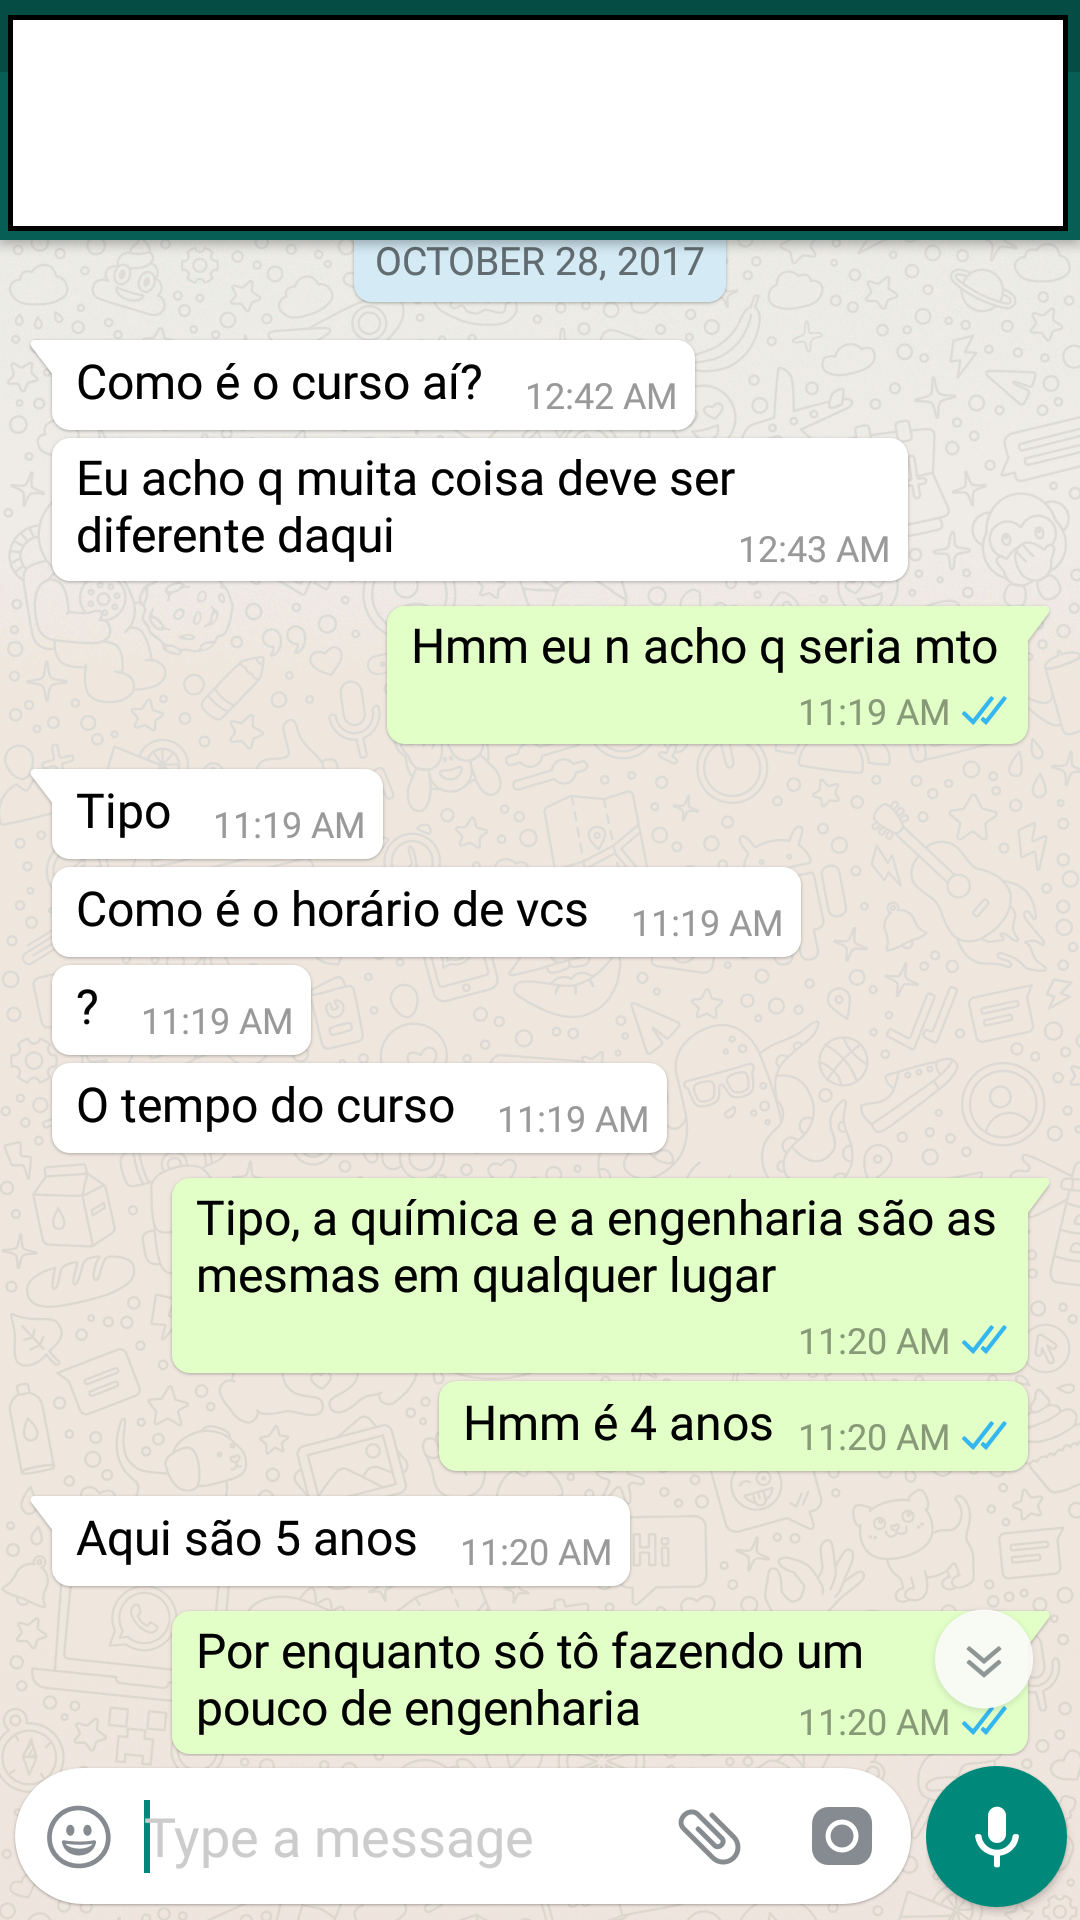 OCTOBER 28, 2017
Como é o curso aí? 12:42 AM
Eu acho q muita coisa deve ser
diferente daqui 12:43 AM
Hmm eu n acho q seria mto
11:19 AM
Tipo 11:19 AM
Como é o horário de vcs 11:19 AM
? 11:19 AM
O tempo do curso 11:19 AM
Tipo, a química e a engenharia são as
mesmas em qualquer lugar
11:20 AM
Hmm é 4 anos 11:20 AM
Aqui são 5 anos 11:20 AM
Por enquanto só tô fazendo um
pouco de engenharia 11:20 AM
Type a message